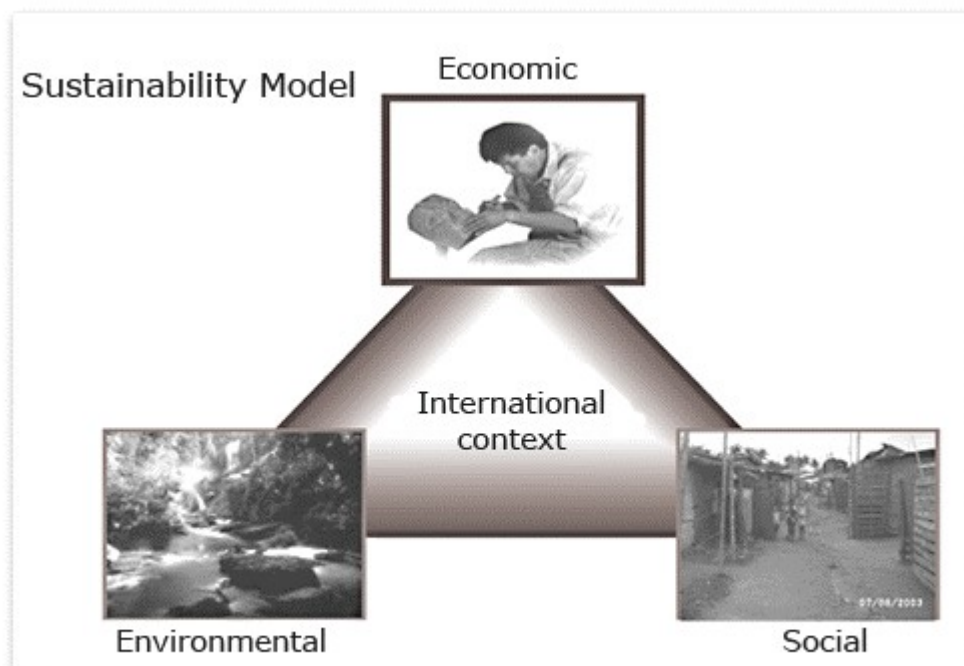 Sustainability Model
Economic
International
context
07/06/2003
Environmental
Social